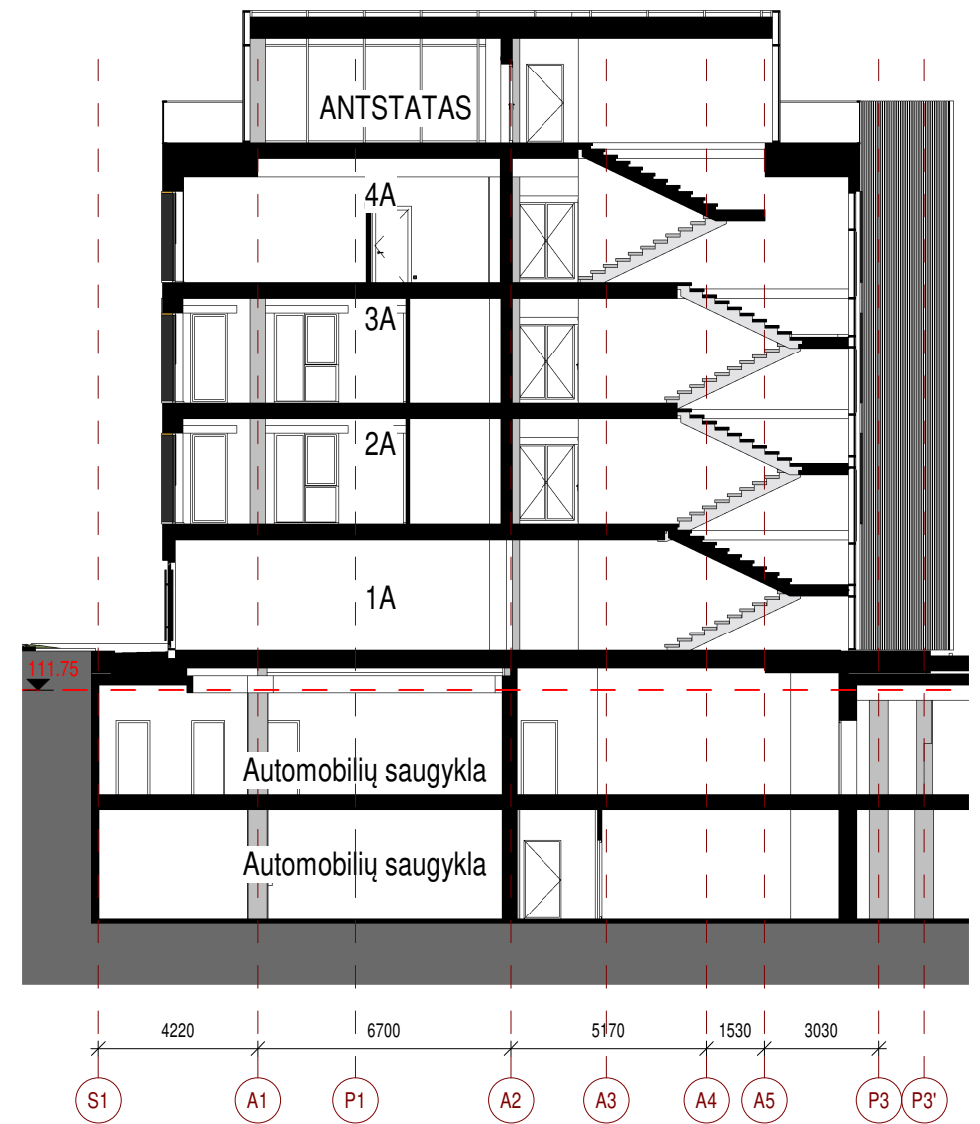 ANTSTATAS
4A
3A
2A
1A
111.75
Automobilių saugykla
Automobilių saugykla
4220 6700 5170 1530 3030
S1 A1 P1 A2 A3 A4 A5 P3 P3'